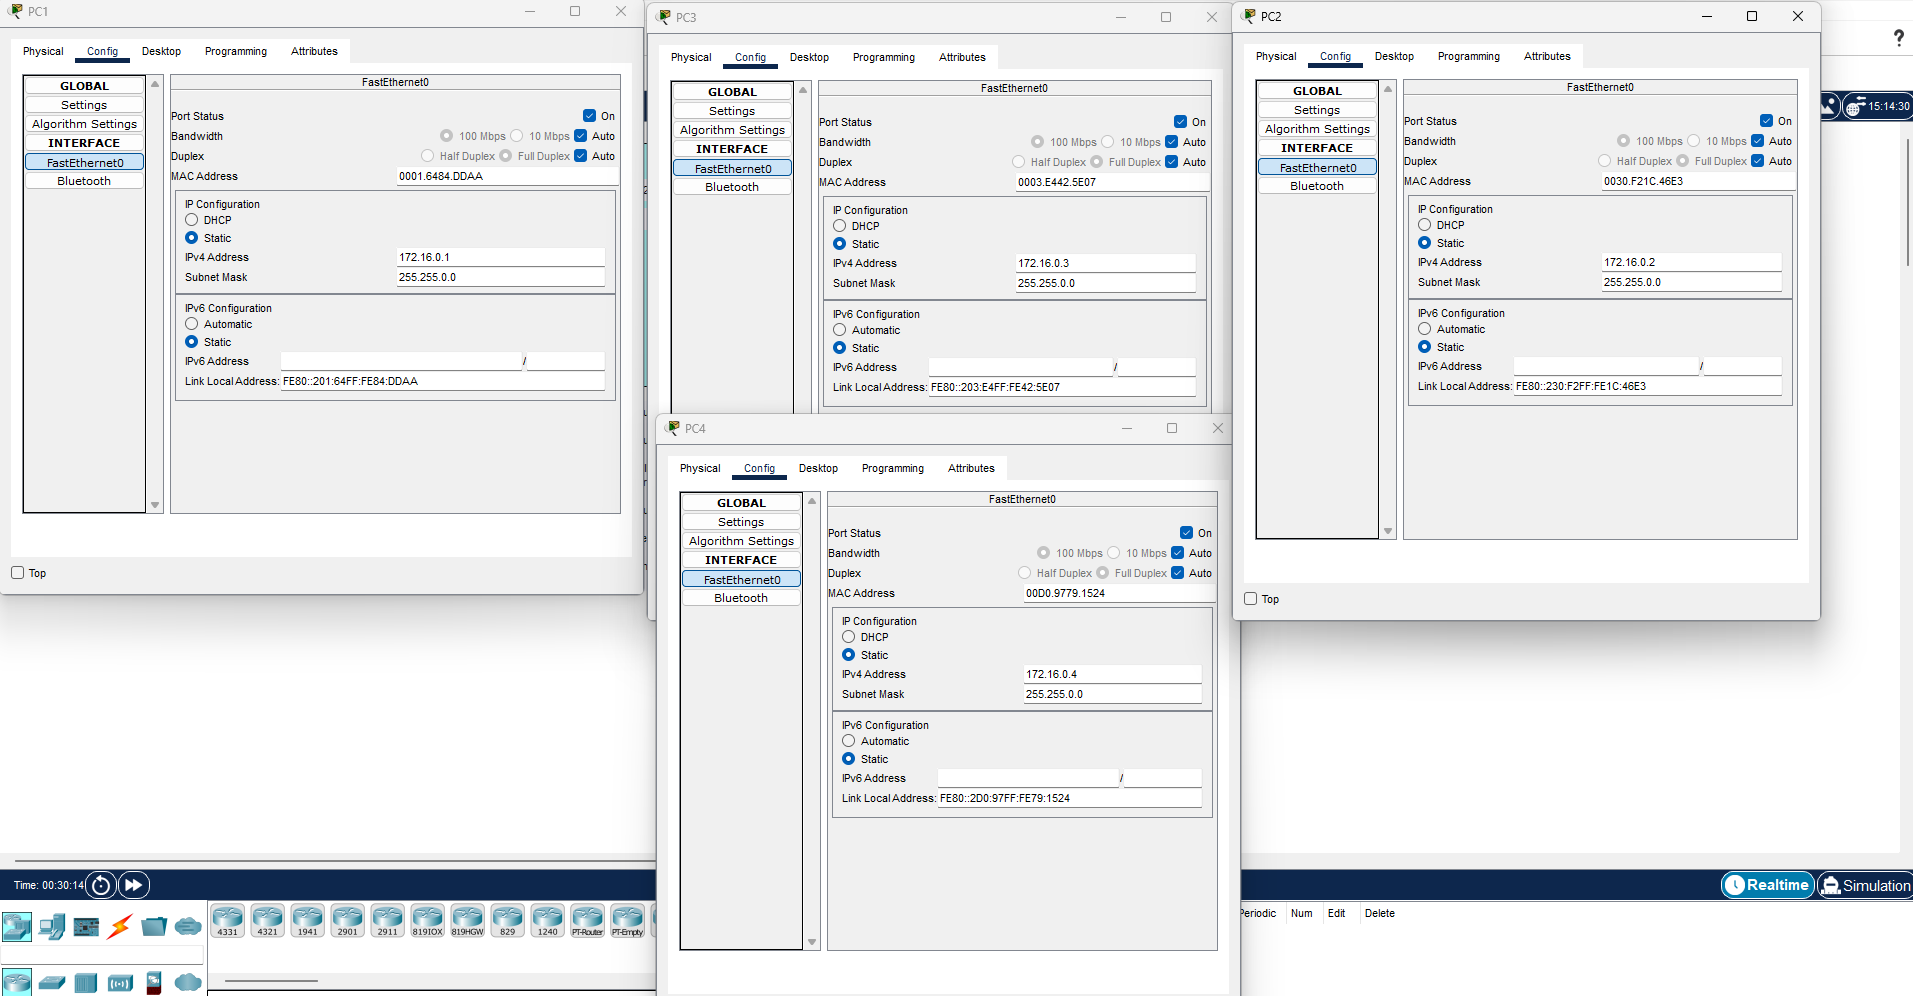 PC1
Physical Config Desktop Programming Attributes
GLOBAL
Settings
Algorithm Settings
INTERFACE
FastEthernet0
Bluetooth
FastEthernet0
Port Status On
Bandwidth 100 Mbps 10 Mbps Auto
Duplex Half Duplex Full Duplex Auto
MAC Address 0001.6484.DDAA
IP Configuration
DHCP
Static
IPv4 Address 172.16.0.1
Subnet Mask 255.255.0.0
IPv6 Configuration
Automatic
Static
IPv6 Address /
Link Local Address: FE80::201:64FF:FE84:DDAA
Top
PC3
Physical Config Desktop Programming Attributes
GLOBAL
Settings
Algorithm Settings
INTERFACE
FastEthernet0
Bluetooth
FastEthernet0
Port Status On
Bandwidth 100 Mbps 10 Mbps Auto
Duplex Half Duplex Full Duplex Auto
MAC Address 0003.E442.5E07
IP Configuration
DHCP
Static
IPv4 Address 172.16.0.3
Subnet Mask 255.255.0.0
IPv6 Configuration
Automatic
Static
IPv6 Address /
Link Local Address: FE80::203:E4FF:FE42:5E07
PC2
Physical Config Desktop Programming Attributes
GLOBAL
Settings
Algorithm Settings
INTERFACE
FastEthernet0
Bluetooth
FastEthernet0
Port Status On
Bandwidth 100 Mbps 10 Mbps Auto
Duplex Half Duplex Full Duplex Auto
MAC Address 0030.F21C.46E3
IP Configuration
DHCP
Static
IPv4 Address 172.16.0.2
Subnet Mask 255.255.0.0
IPv6 Configuration
Automatic
Static
IPv6 Address /
Link Local Address: FE80::230:F2FF:FE1C:46E3
Top
?
15:14:30
PC4
Physical Config Desktop Programming Attributes
GLOBAL
Settings
Algorithm Settings
INTERFACE
FastEthernet0
Bluetooth
FastEthernet0
Port Status On
Bandwidth 100 Mbps 10 Mbps Auto
Duplex Half Duplex Full Duplex Auto
MAC Address 00D0.9779.1524
IP Configuration
DHCP
Static
IPv4 Address 172.16.0.4
Subnet Mask 255.255.0.0
IPv6 Configuration
Automatic
Static
IPv6 Address /
Link Local Address: FE80::2D0:97FF:FE79:1524
Time: 00:30:14
Realtime Simulation
4331 4321 1941 2901 2911 819IOX 819HGW 829 1240 PT-Router PT-Empty
Periodic Num Edit Delete